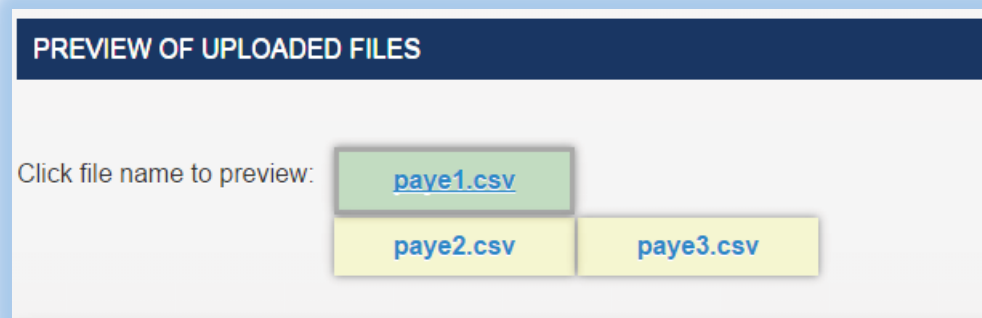 PREVIEW OF UPLOADED FILES
Click file name to preview: paye1.csv
paye2.csv paye3.csv